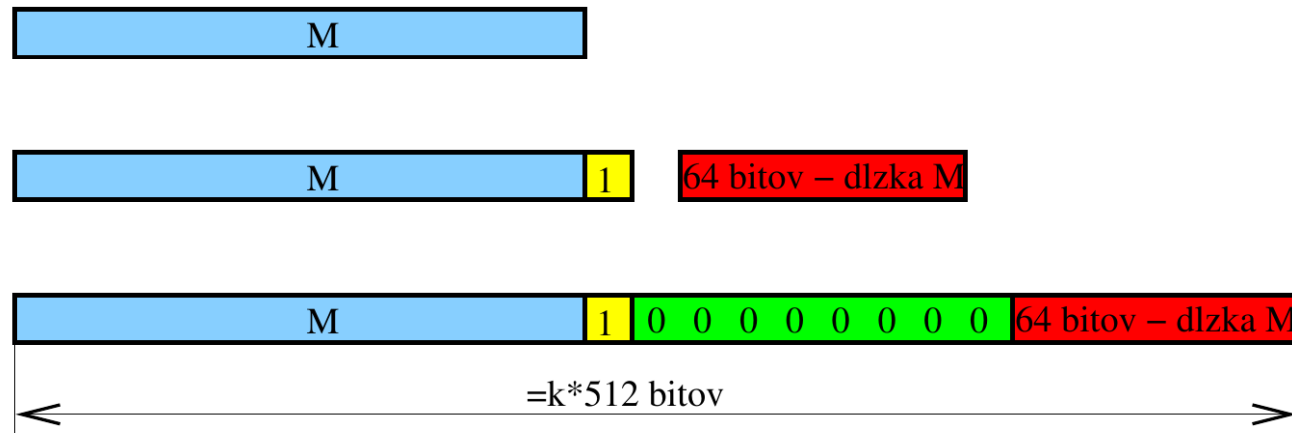 M
M 1 64 bitov – dlzka M
M 1 0 0 0 0 0 0 0 0 64 bitov – dlzka M
=k*512 bitov